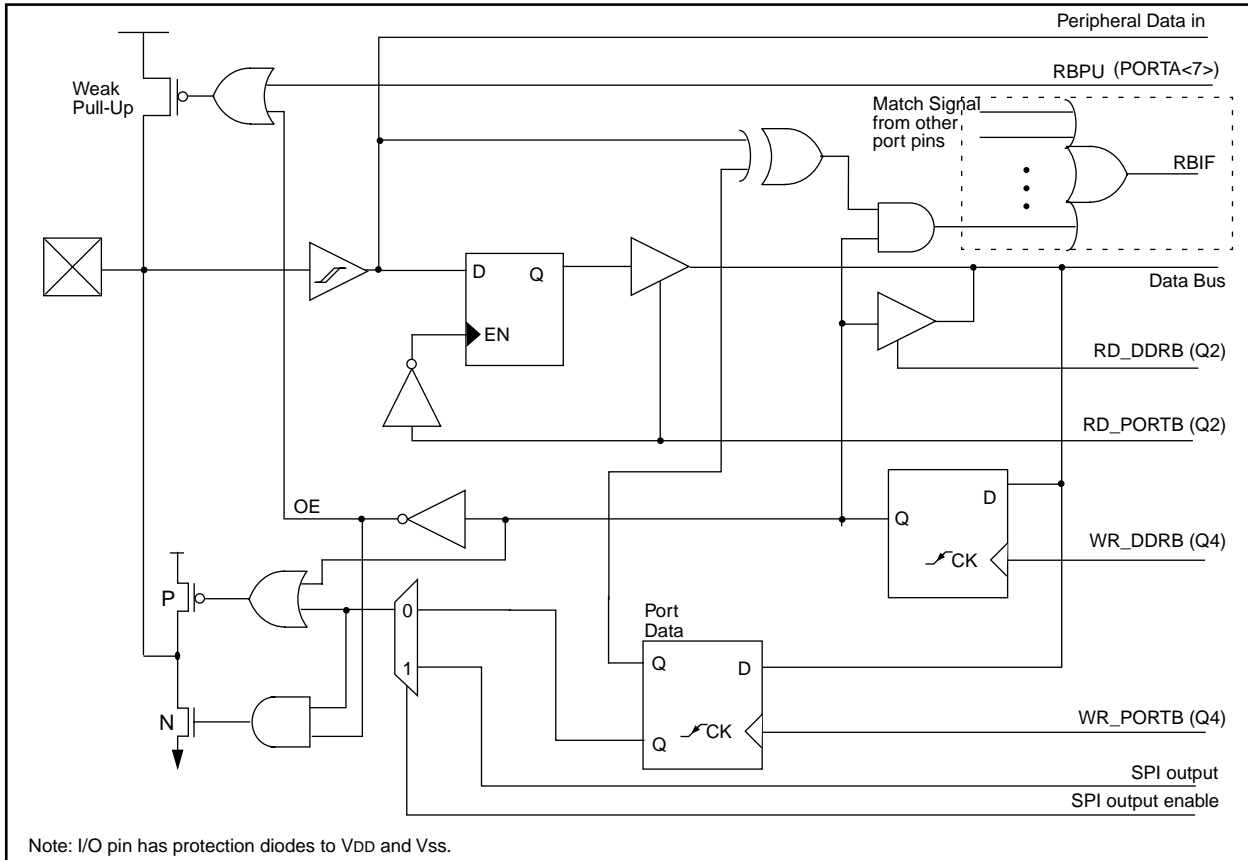 Peripheral Data in
RBPU (PORTA<7>)
Weak
Pull-Up
Match Signal
from other
port pins
RBIF
D
Q
EN
Data Bus
RD_DDRB (Q2)
RD_PORTB (Q2)
OE
D
Q
CK
WR_DDRB (Q4)
P
0
1
Port
Data
Q
D
N
Q
CK
WR_PORTB (Q4)
SPI output
SPI output enable
Note: I/O pin has protection diodes to VDD and Vss.